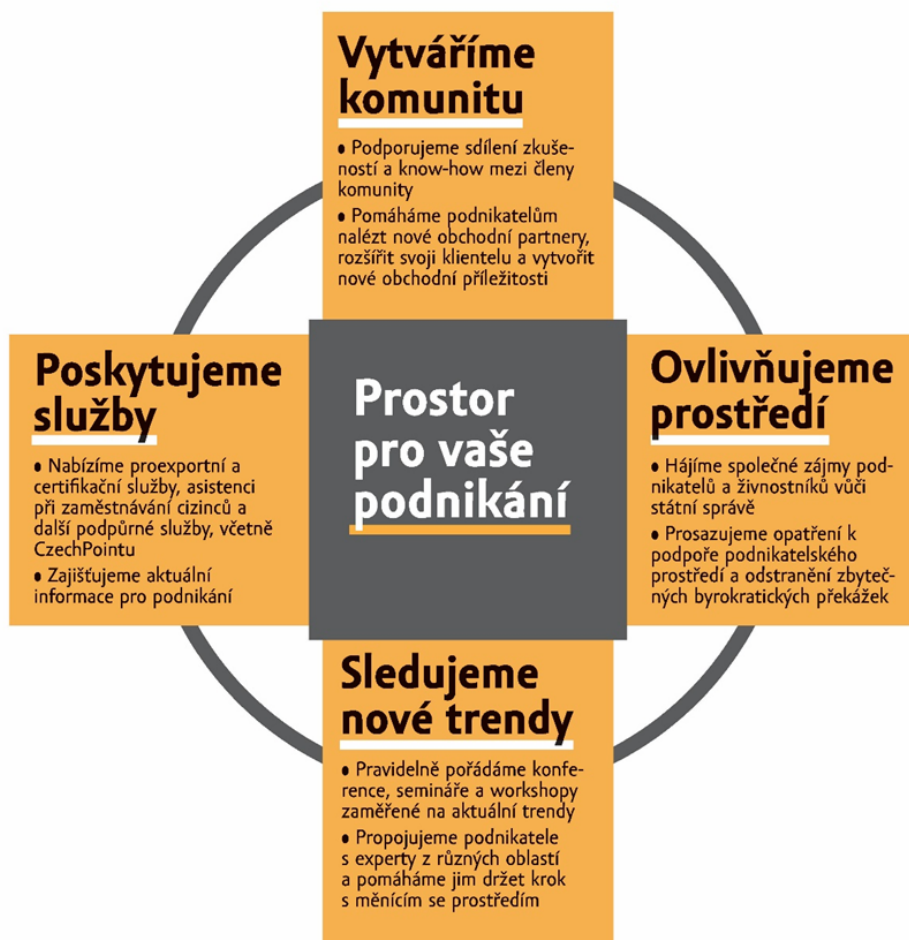 Vytváříme
komunitu
• Podporujeme sdílení zkuše-
ností a know-how mezi členy
komunity
• Pomáháme podnikatelům
nalézt nové obchodní partnery,
rozšířit svoji klientelu a vytvořit
nové obchodní příležitosti
Poskytujeme
služby
• Nabízíme proexportní a
certifikační služby, asistenci
při zaměstnávání cizinců a
další podpůrné služby, včetně
CzechPointu
• Zajišťujeme aktuální
informace pro podnikání
Prostor
pro vaše
podnikání
Ovlivňujeme
prostředí
• Hájíme společné zájmy pod-
nikatelů a živnostníků vůči
státní správě
• Prosazujeme opatření k
podpoře podnikatelského
prostředí a odstranění zbyteč-
ných byrokratických překážek
Sledujeme
nové trendy
• Pravidelně pořádáme konfe-
rence, semináře a workshopy
zaměřené na aktuální trendy
• Propojujeme podnikatele
s experty z různých oblastí
a pomáháme jim držet krok
s měnícím se prostředím